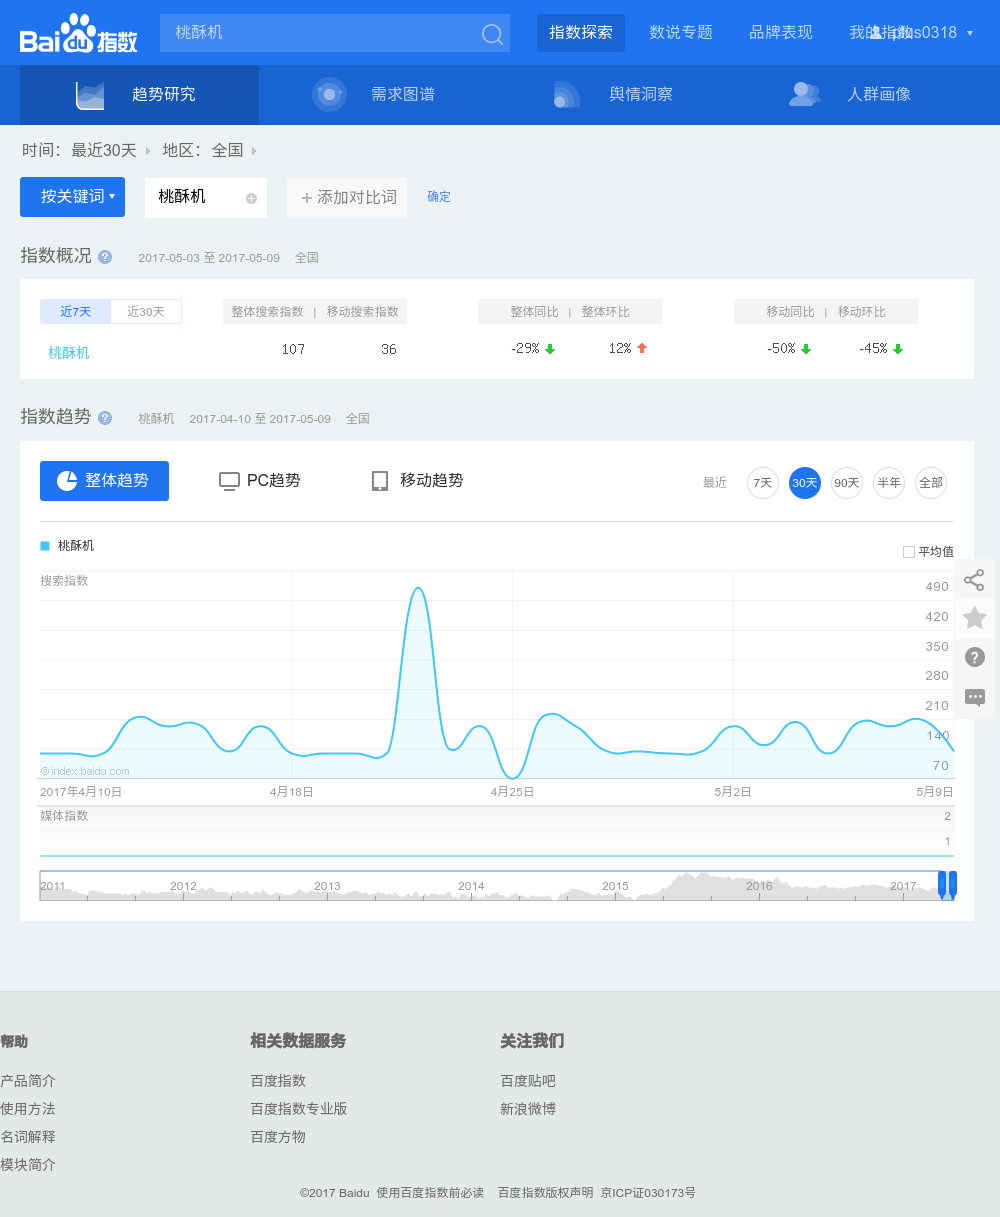 Bai du 指数
桃酥机
指数探索 数说专题 品牌表现 我的指数 plus0318
趋势研究 需求图谱 舆情洞察 人群画像
时间: 最近30天 地区: 全国
按关键词 桃酥机 + 添加对比词 确定
指数概况 ? 2017-05-03 至 2017-05-09 全国
近7天 近30天 整体搜索指数 | 移动搜索指数 整体同比 | 整体环比 移动同比 | 移动环比
桃酥机 107 36 -29% 12% -50% -45%
指数趋势 ? 桃酥机 2017-04-10 至 2017-05-09 全国
整体趋势 PC趋势 移动趋势 最近 7天 30天 90天 半年 全部
桃酥机
平均值
搜索指数
490
420
350
280
210
140
70
©index.baidu.com
2017年4月10日 4月18日 4月25日 5月2日 5月9日
媒体指数 2
1
2011 2012 2013 2014 2015 2016 2017
?
帮助 相关数据服务 关注我们
产品简介 百度指数 百度贴吧
使用方法 百度指数专业版 新浪微博
名词解释 百度方物
模块简介
©2017 Baidu 使用百度指数前必读 百度指数版权声明 京ICP证030173号